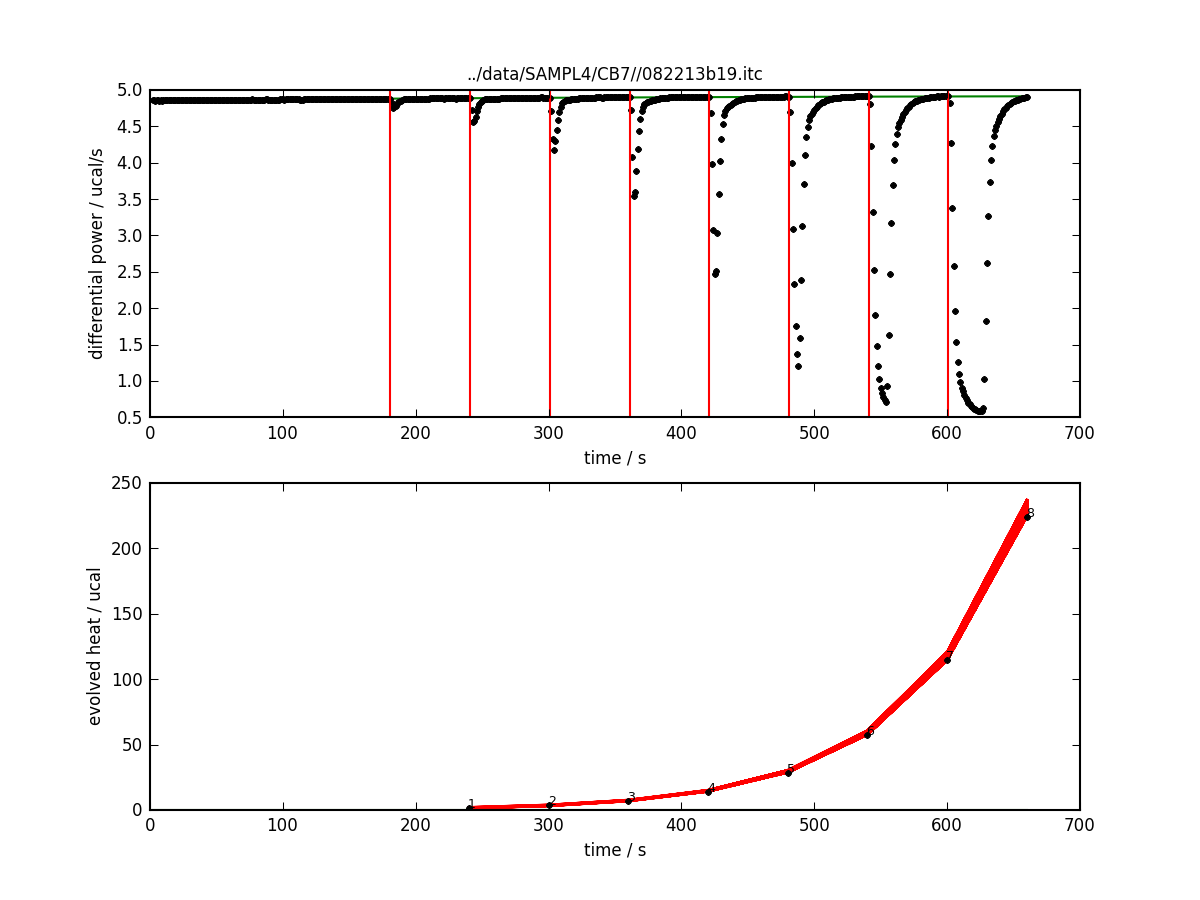 ../data/SAMPL4/CB7//082213b19.itc
5.0
4.5
4.0
3.5
3.0
2.5
2.0
1.5
1.0
0.5
differential power / ucal/s
0 100 200 300 400 500 600 700
time / s
250
200
150
100
50
0
evolved heat / ucal
1 2 3 4 5 6 7 8
0 100 200 300 400 500 600 700
time / s